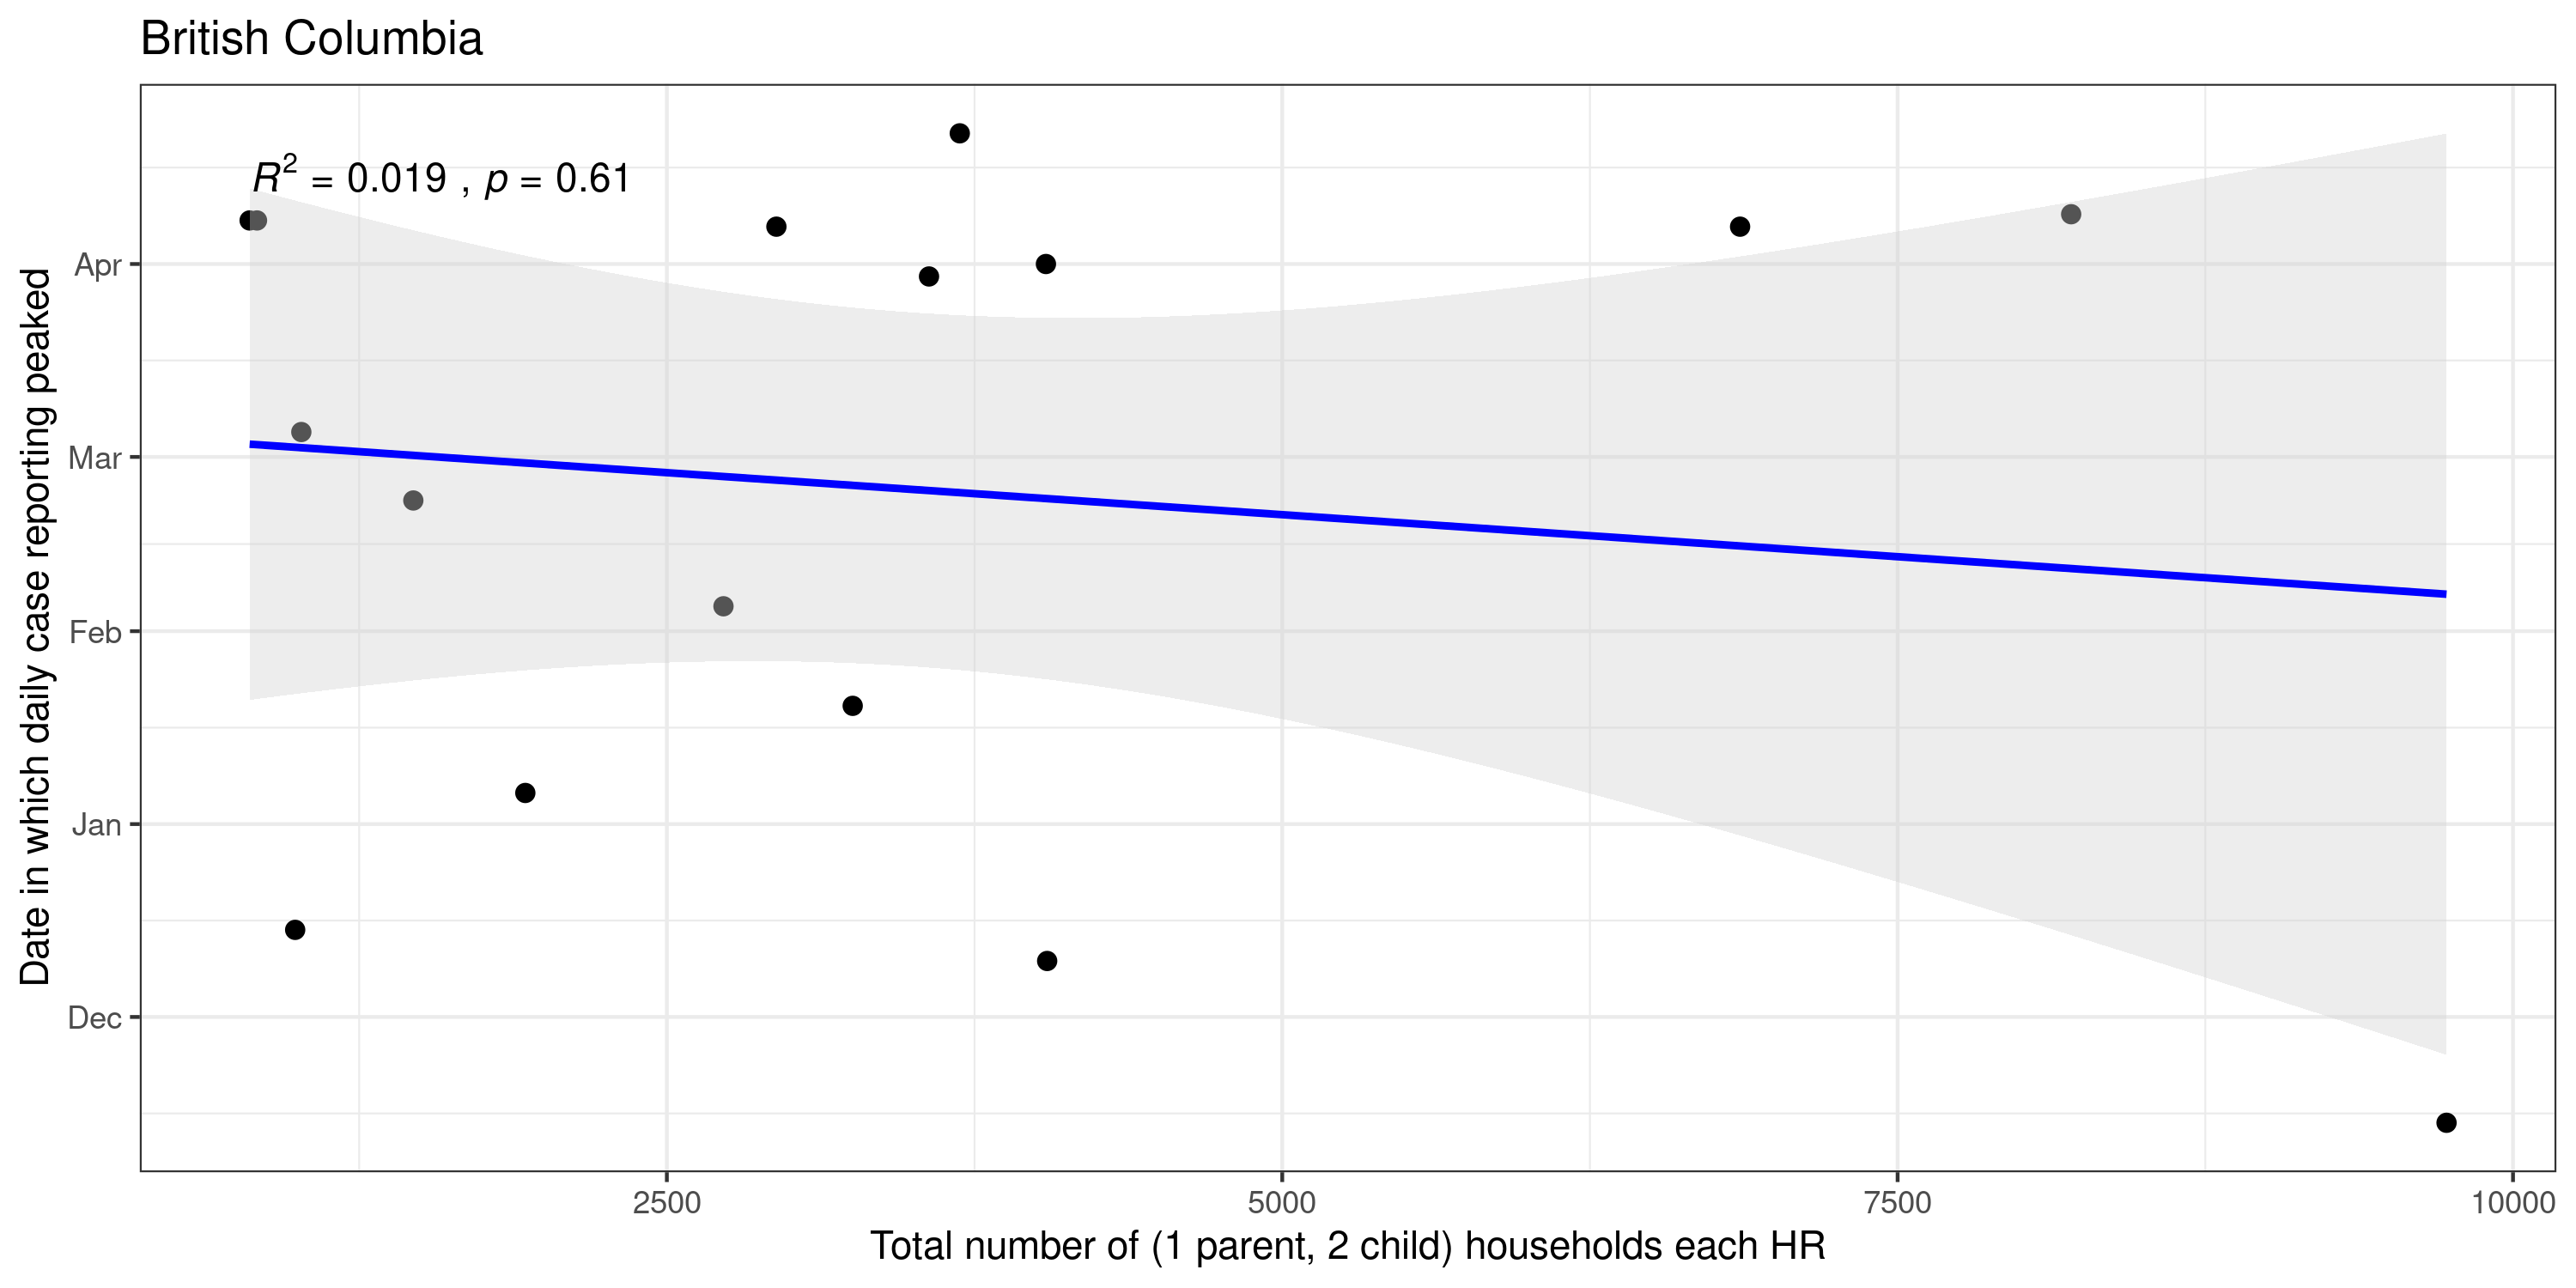 British Columbia
R² = 0.019 , p = 0.61
Date in which daily case reporting peaked
Apr
Mar
Feb
Jan
Dec
2500 5000 7500 10000
Total number of (1 parent, 2 child) households each HR